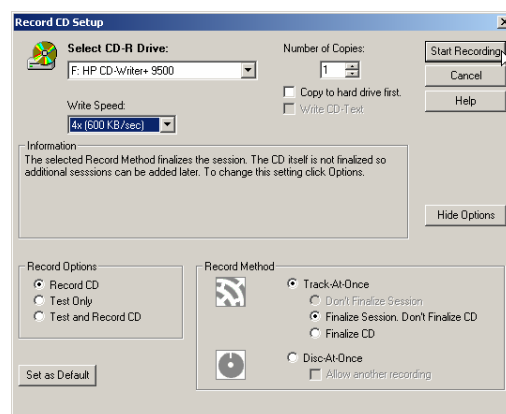 Record CD Setup
Select CD-R Drive:
F: HP CD-Writer+ 9500
Write Speed:
4x (600 KB/sec)
Number of Copies:
1
Copy to hard drive first.
Write CD-Text
Start Recording
Cancel
Help
Information
The selected Record Method finalizes the session. The CD itself is not finalized so
additional sesssions can be added later. To change this setting click Options.
Hide Options
Record Options
Record CD
Test Only
Test and Record CD
Set as Default
Record Method
Track-At-Once
Don't Finalize Session
Finalize Session. Don't Finalize CD
Finalize CD
Disc-At-Once
Allow another recording